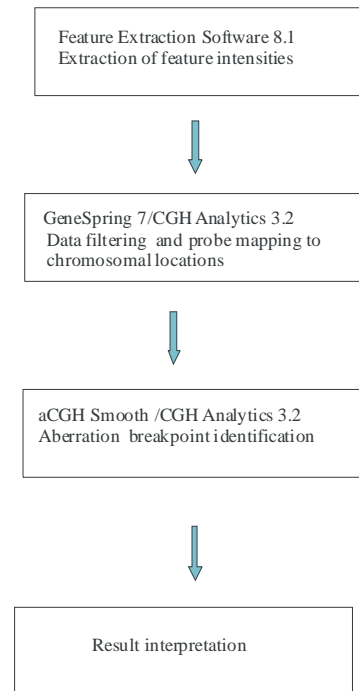 Feature Extraction Software 8.1
Extraction of feature intensities
GeneSpring 7/CGH Analytics 3.2
Data filtering and probe mapping to
chromosomal locations
aCGH Smooth /CGH Analytics 3.2
Aberration breakpoint identification
Result interpretation